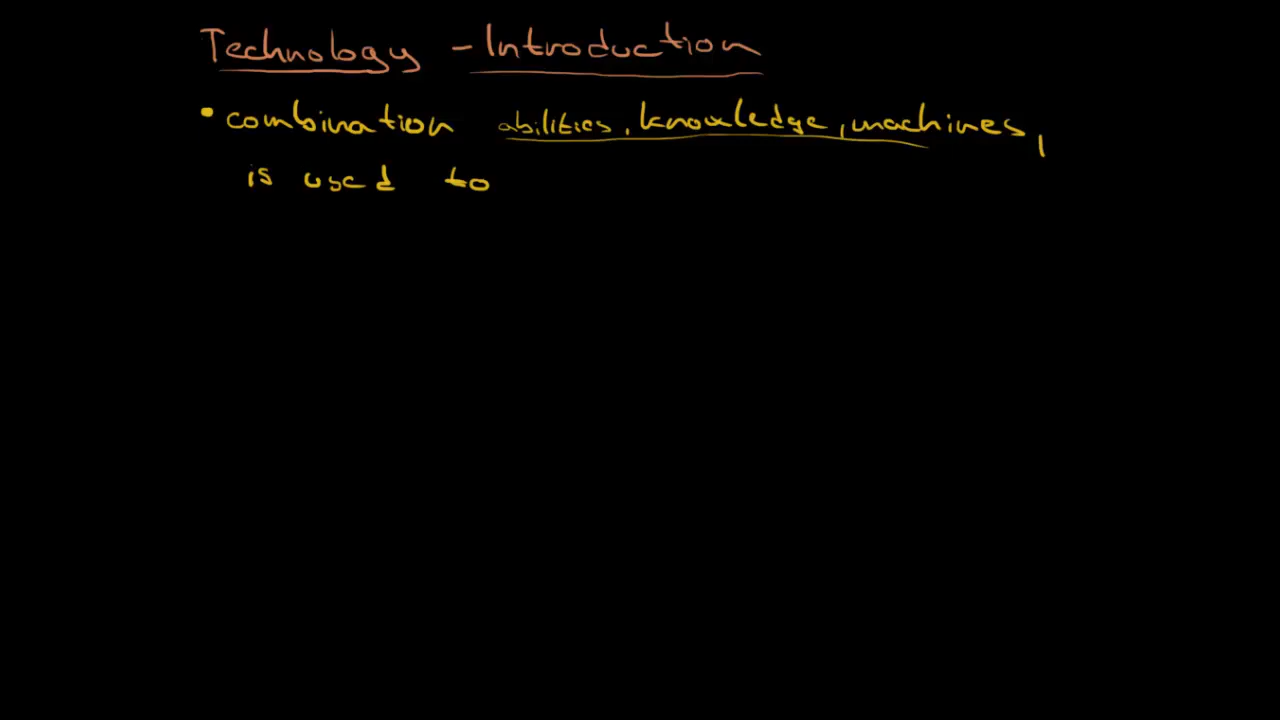 Technology - Introduction
• combination abilities, knowledge, machines,
is used to